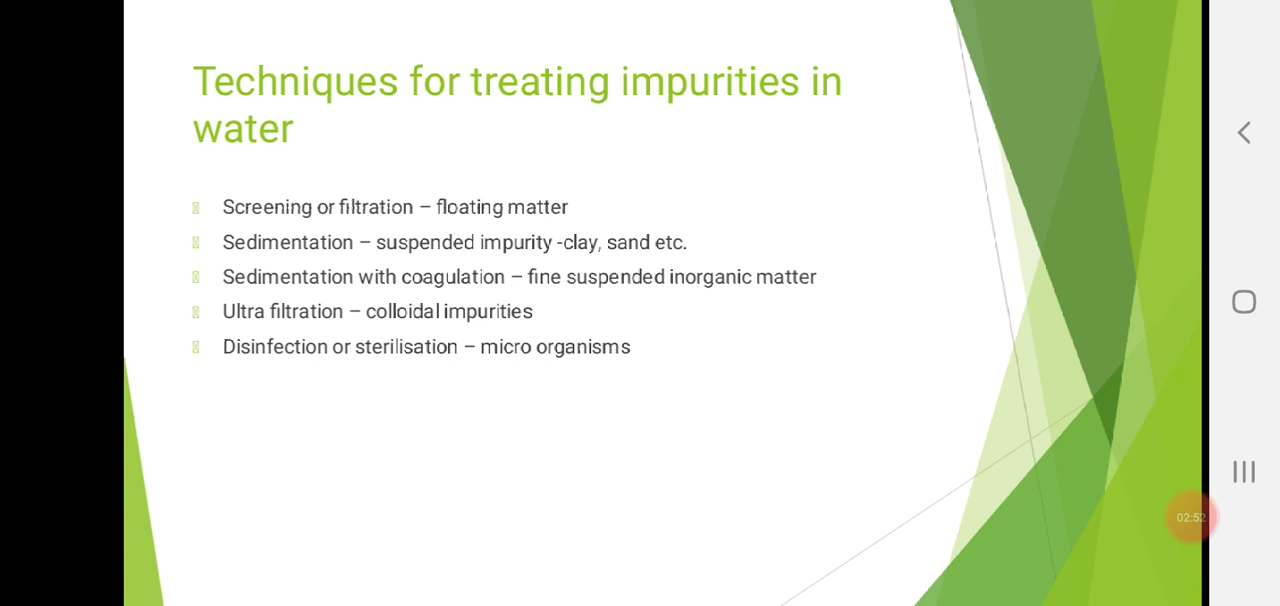 Techniques for treating impurities in
water
Screening or filtration – floating matter
Sedimentation – suspended impurity -clay, sand etc.
Sedimentation with coagulation – fine suspended inorganic matter
Ultra filtration – colloidal impurities
Disinfection or sterilisation – micro organisms
02:52